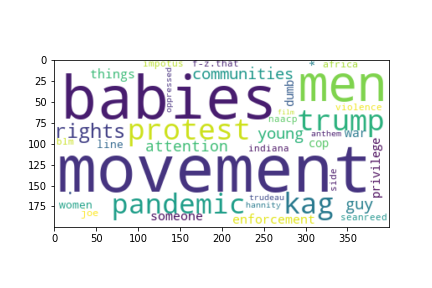 0
25
50
75
100
125
150
175
0 50 100 150 200 250 300 350
impotus f-z.that * africa
things communities
babies oppressed dumb men
film violence
rights protest naacp young trump
blm line attention indiana anthem war
cop
movement side privilege
women pandemic trudeau kag guy
joe someone hannity enforcement seanreed